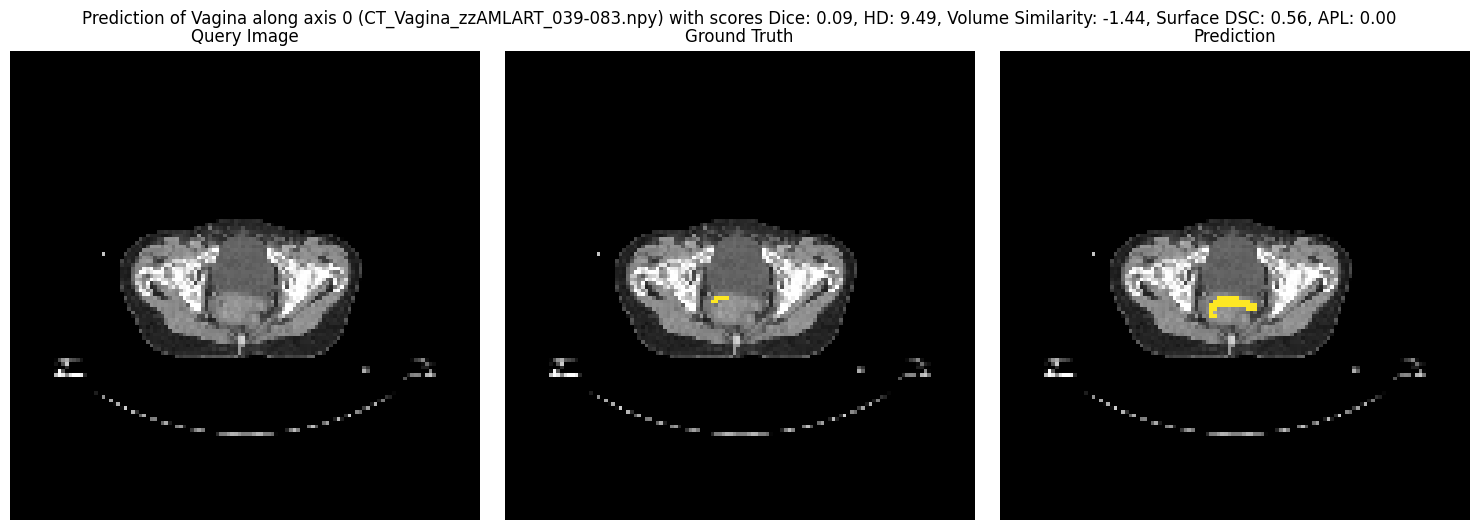 Prediction of Vagina along axis 0 (CT_Vagina_zzAMLART_039-083.npy) with scores Dice: 0.09, HD: 9.49, Volume Similarity: -1.44, Surface DSC: 0.56, APL: 0.00
Query Image
Ground Truth
Prediction